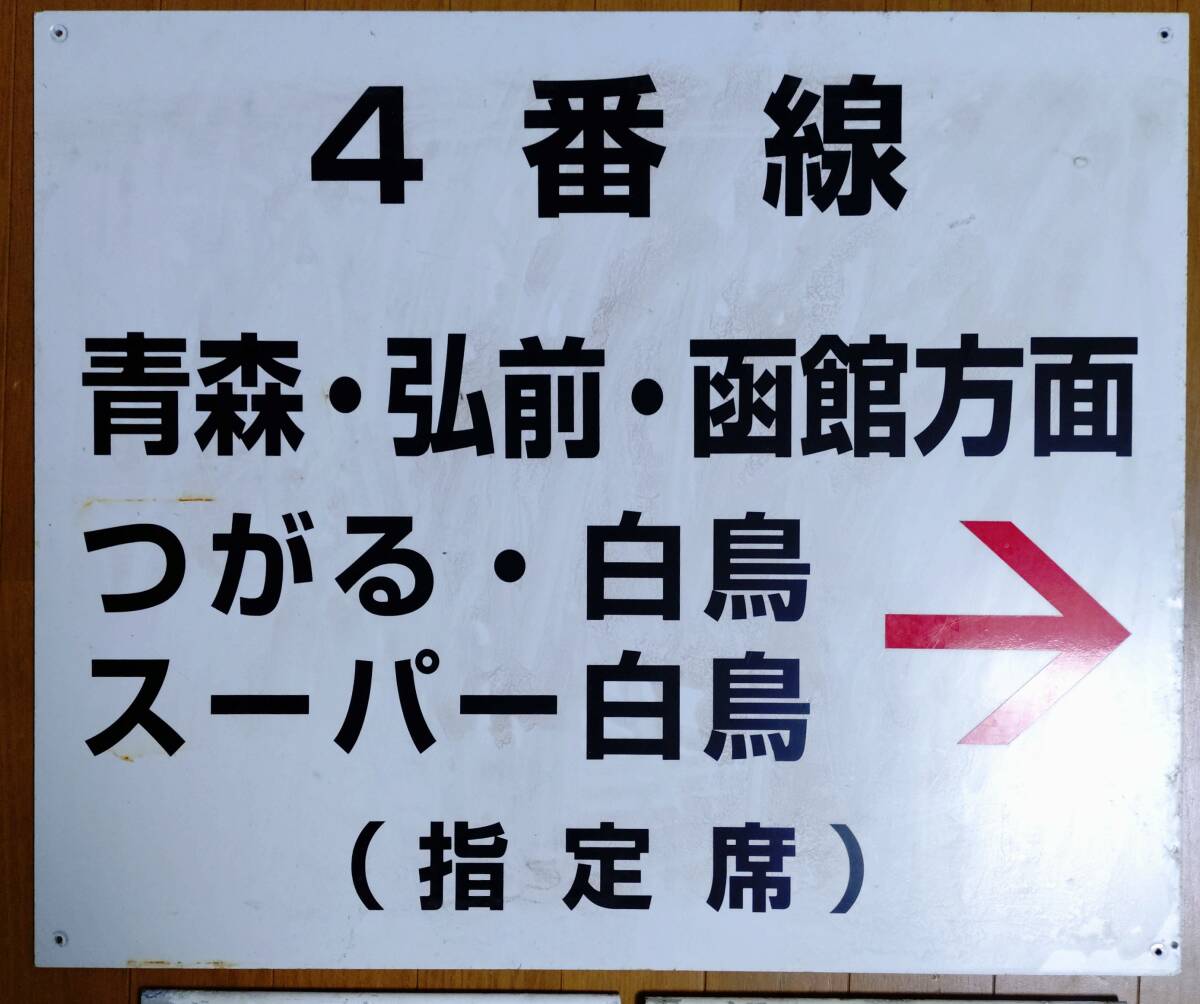 4番線
青森・弘前・函館方面
つがる・白鳥
スーパー白鳥
（指定席）